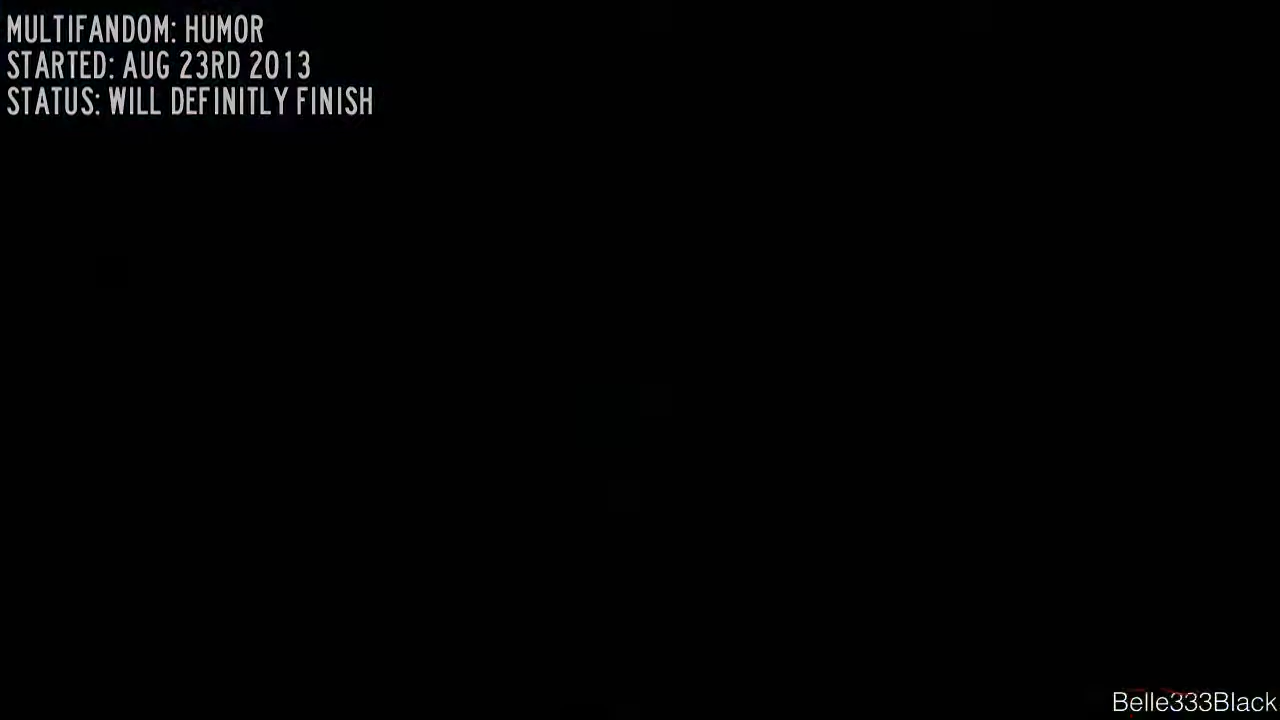 MULTIFANDOM: HUMOR
STARTED: AUG 23RD 2013
STATUS: WILL DEFINITLY FINISH
Belle333Black